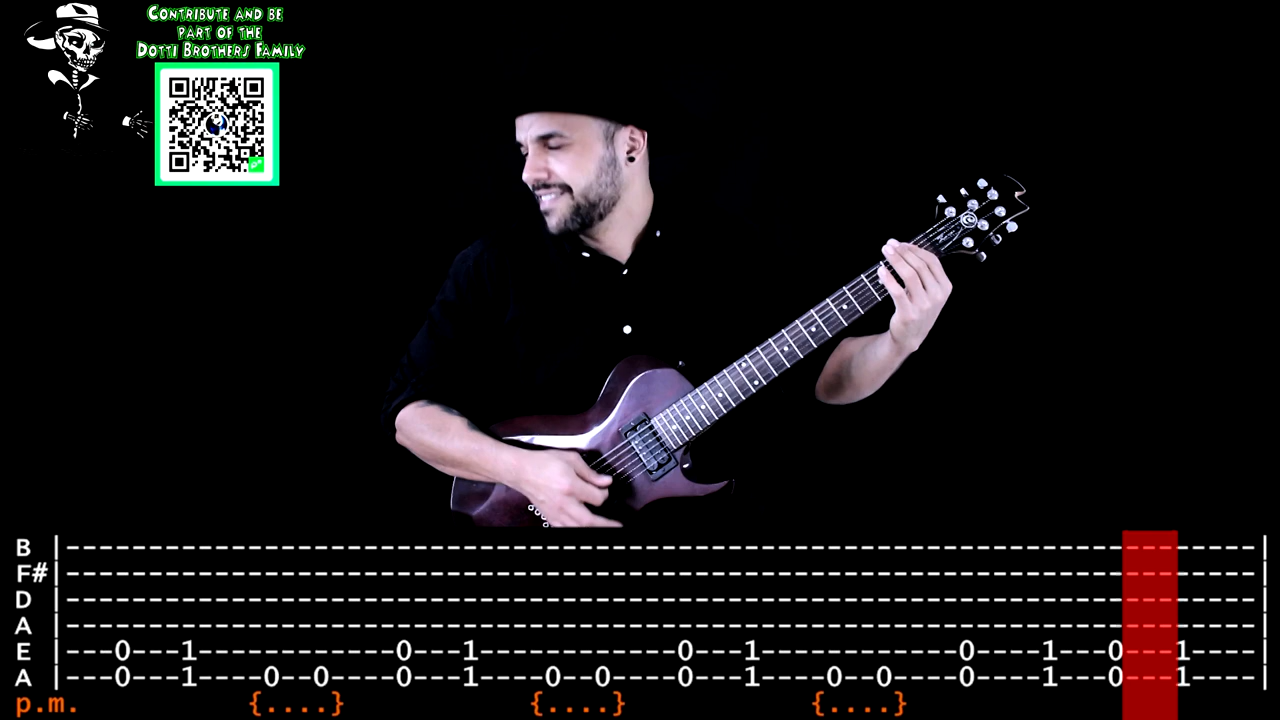 CONTRIBUTE AND BE
PART OF THE
DOTTI BROTHERS FAMILY
B |------------------------------------------------------------------------|
F#|------------------------------------------------------------------------|
D |------------------------------------------------------------------------|
A |------------------------------------------------------------------------|
E |---0---1------------0---1------------0---1------------0----1---0---1----|
A |---0---1----0--0----0---1----0--0----0---1----0--0----0----1---0---1----|
p.m. {....} {....} {....}